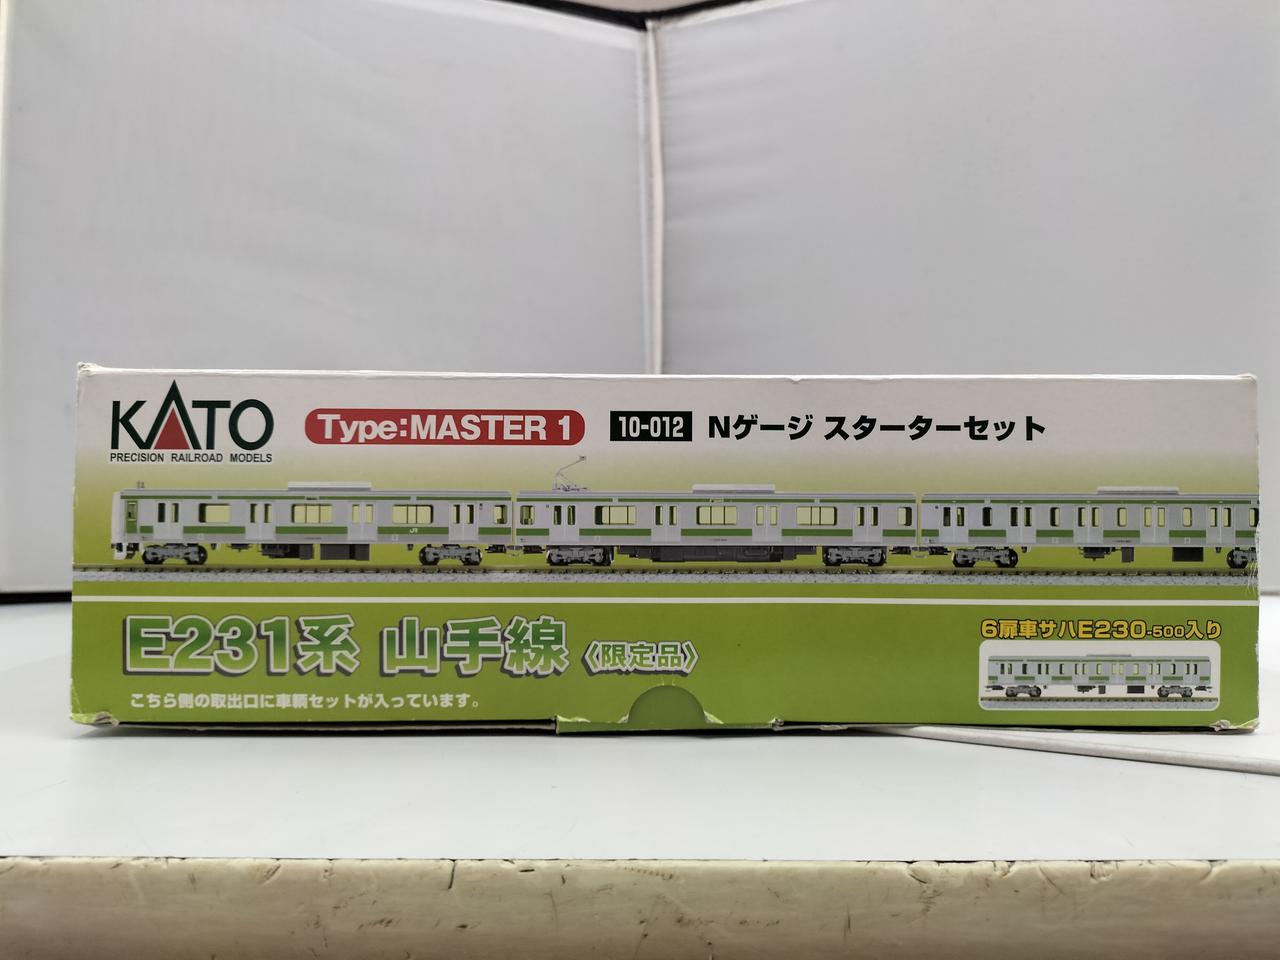 KATO
PRECISION RAILROAD MODELS
Type:MASTER 1
10-012
Nゲージ スターターセット
JR
E231系 山手線〈限定品〉
こちら側の取出口に車輌セットが入っています。
6扉車サハE230-500入り